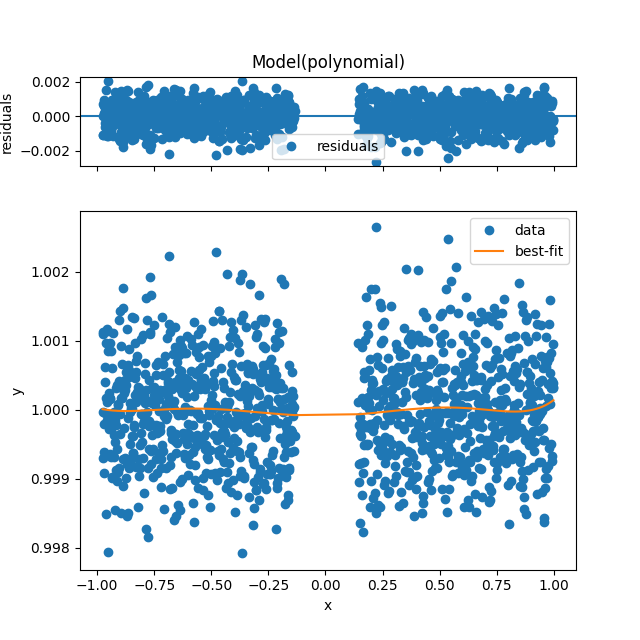 Model(polynomial)
residuals
0.002
0.000
−0.002
residuals
data
best-fit
y
1.002
1.001
1.000
0.999
0.998
−1.00 −0.75 −0.50 −0.25 0.00 0.25 0.50 0.75 1.00
x